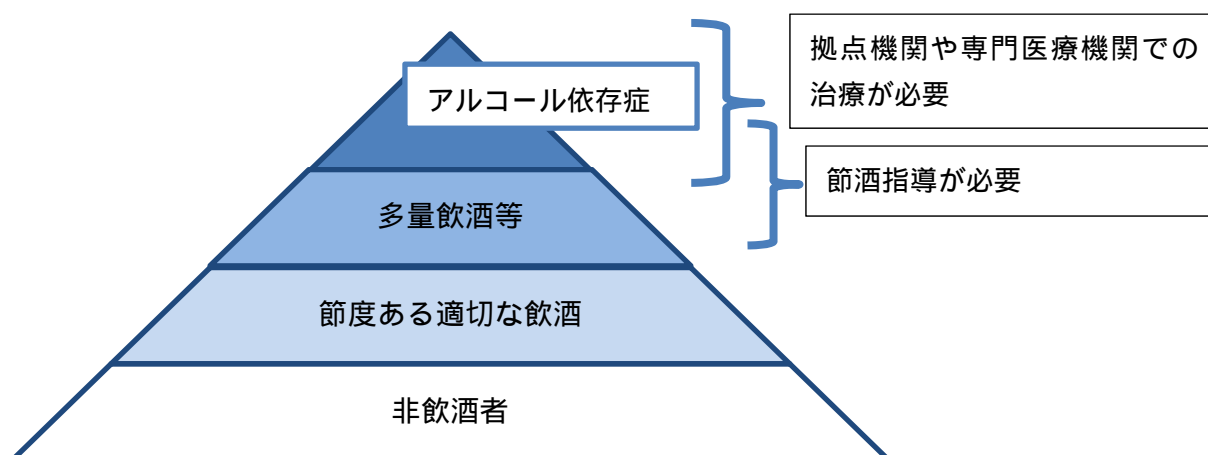 拠点機関や専門医療機関での
治療が必要
アルコール依存症
節酒指導が必要
多量飲酒等
節度ある適切な飲酒
非飲酒者